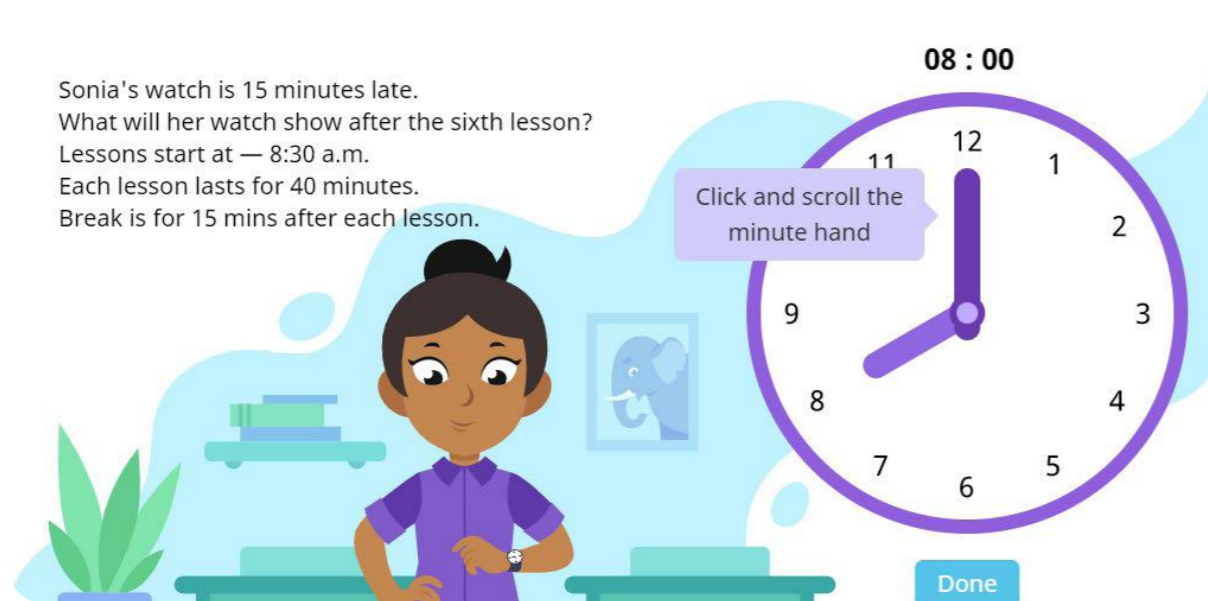 Sonia's watch is 15 minutes late.
What will her watch show after the sixth lesson?
Lessons start at — 8:30 a.m.
Each lesson lasts for 40 minutes.
Break is for 15 mins after each lesson.
08 : 00
12
11
1
Click and scroll the
minute hand
2
9
3
8
4
7
5
6
Done